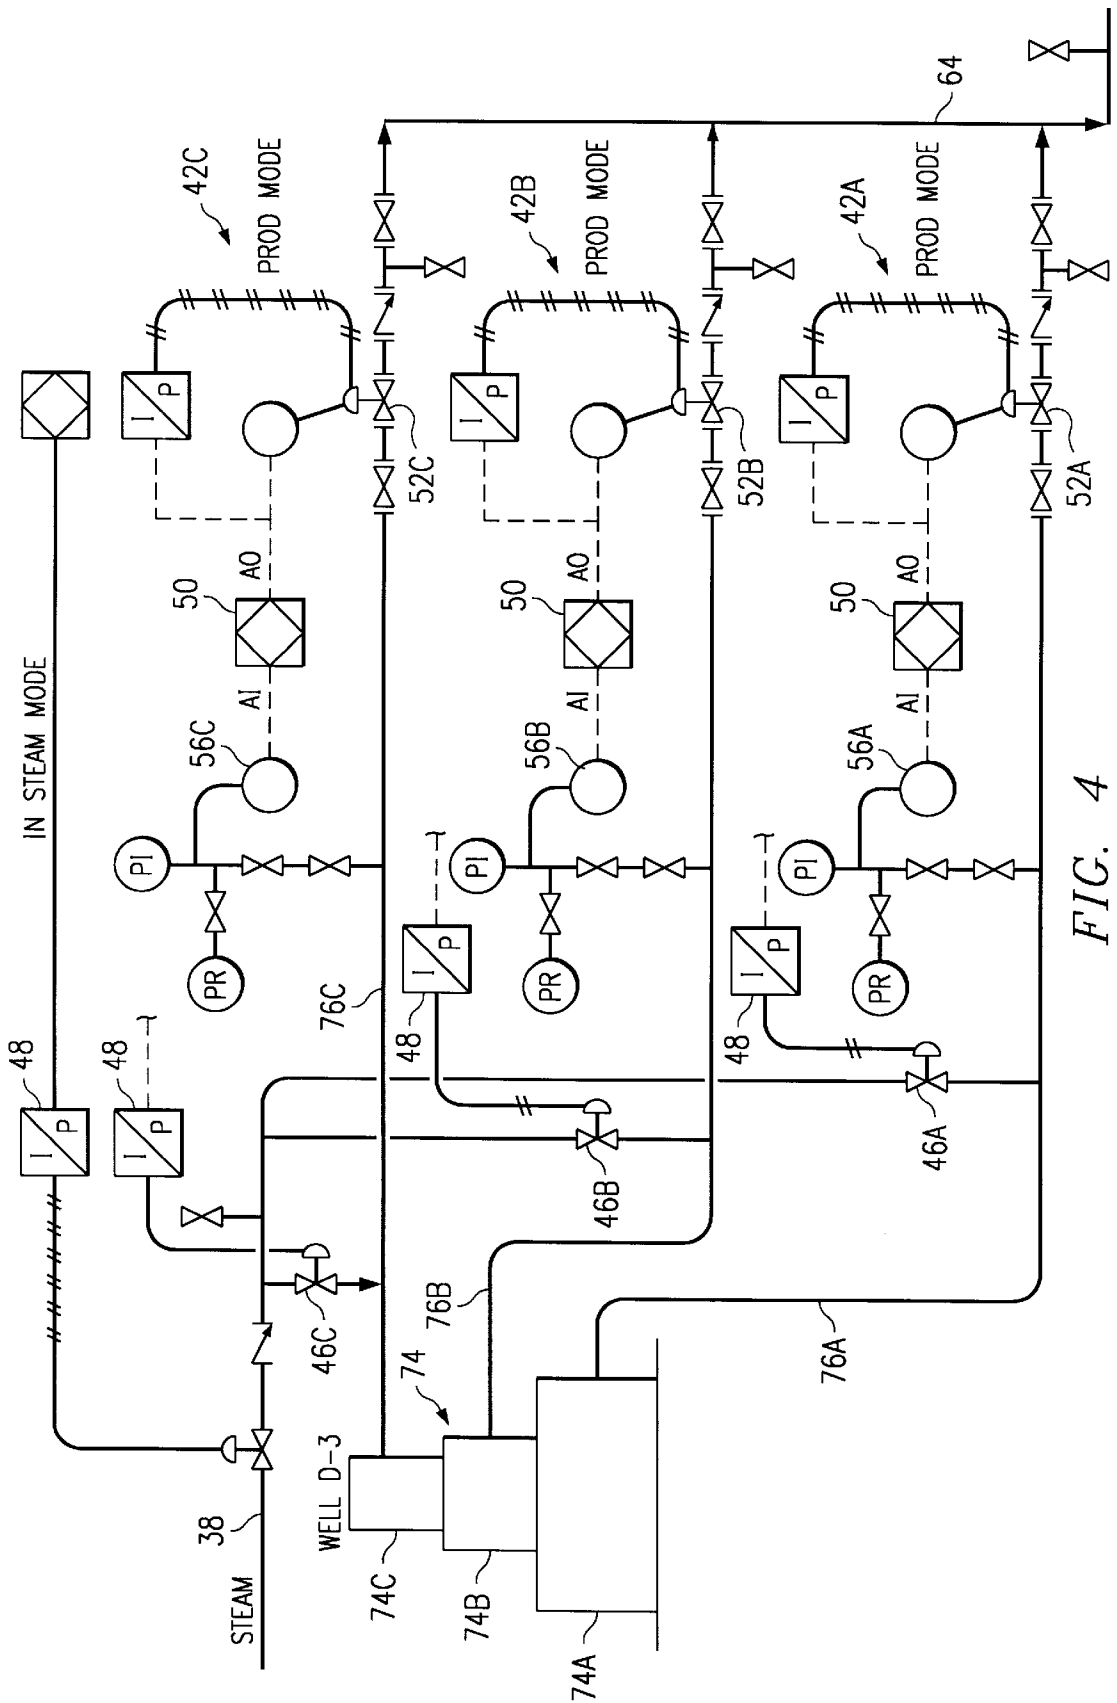 IN STEAM MODE
48
I
P
48
I
P
STEAM
38
46C
PI
PR
56C
AI
50
AO
I
P
42C
PROD MODE
52C
76C
WELL D-3
74C
74B
74A
74
76B
48
I
P
46B
PI
PR
56B
AI
50
AO
I
P
42B
PROD MODE
52B
76A
48
I
P
46A
PI
PR
56A
AI
50
AO
I
P
42A
PROD MODE
52A
64
FIG. 4